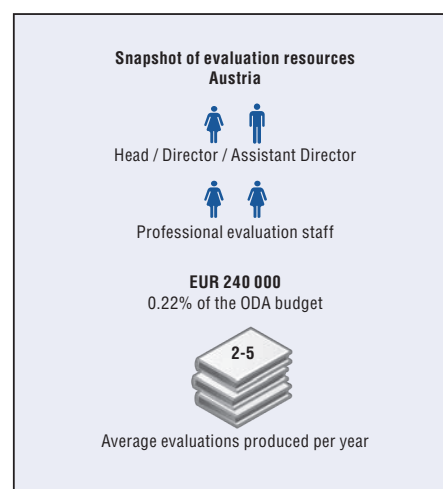 Snapshot of evaluation resources
Austria
Head / Director / Assistant Director
Professional evaluation staff
EUR 240 000
0.22% of the ODA budget
2-5
Average evaluations produced per year